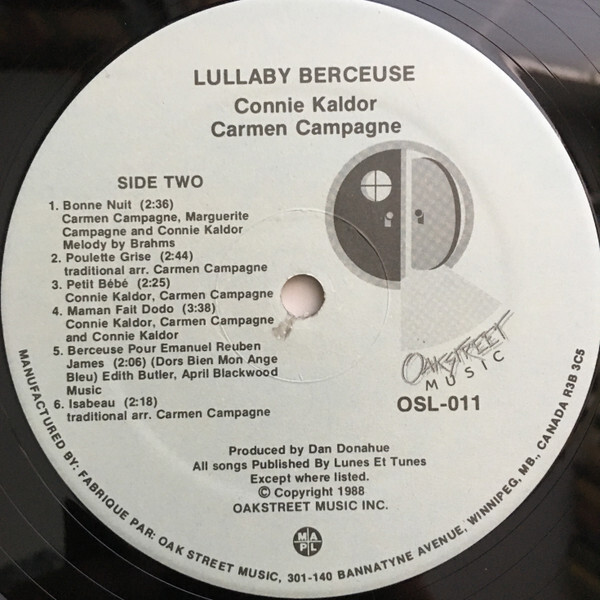 LULLABY BERCEUSE
Connie Kaldor
Carmen Campagne
SIDE TWO
1. Bonne Nuit (2:36)
Carmen Campagne, Marguerite
Campagne and Connie Kaldor
Melody by Brahms
2. Poulette Grise (2:44)
traditional arr. Carmen Campagne
3. Petit Bébé (2:25)
Connie Kaldor, Carmen Campagne
4. Maman Fait Dodo (3:38)
Connie Kaldor, Carmen Campagne
and Connie Kaldor
5. Berceuse Pour Emanuel Reuben
James (2:06) (Dors Bien Mon Ange
Bleu) Edith Butler, April Blackwood
Music
6. Isabeau (2:18)
traditional arr. Carmen Campagne
OAKSTREET
MUSIC
OSL-011
Produced by Dan Donahue
All songs Published By Lunes Et Tunes
Except where listed.
© Copyright 1988
OAKSTREET MUSIC INC.
M A
P L
MANUFACTURED BY: FABRIQUE PAR: OAK STREET MUSIC, 301-140 BANNATYNE AVENUE, WINNIPEG, MB., CANADA R3B 3C5